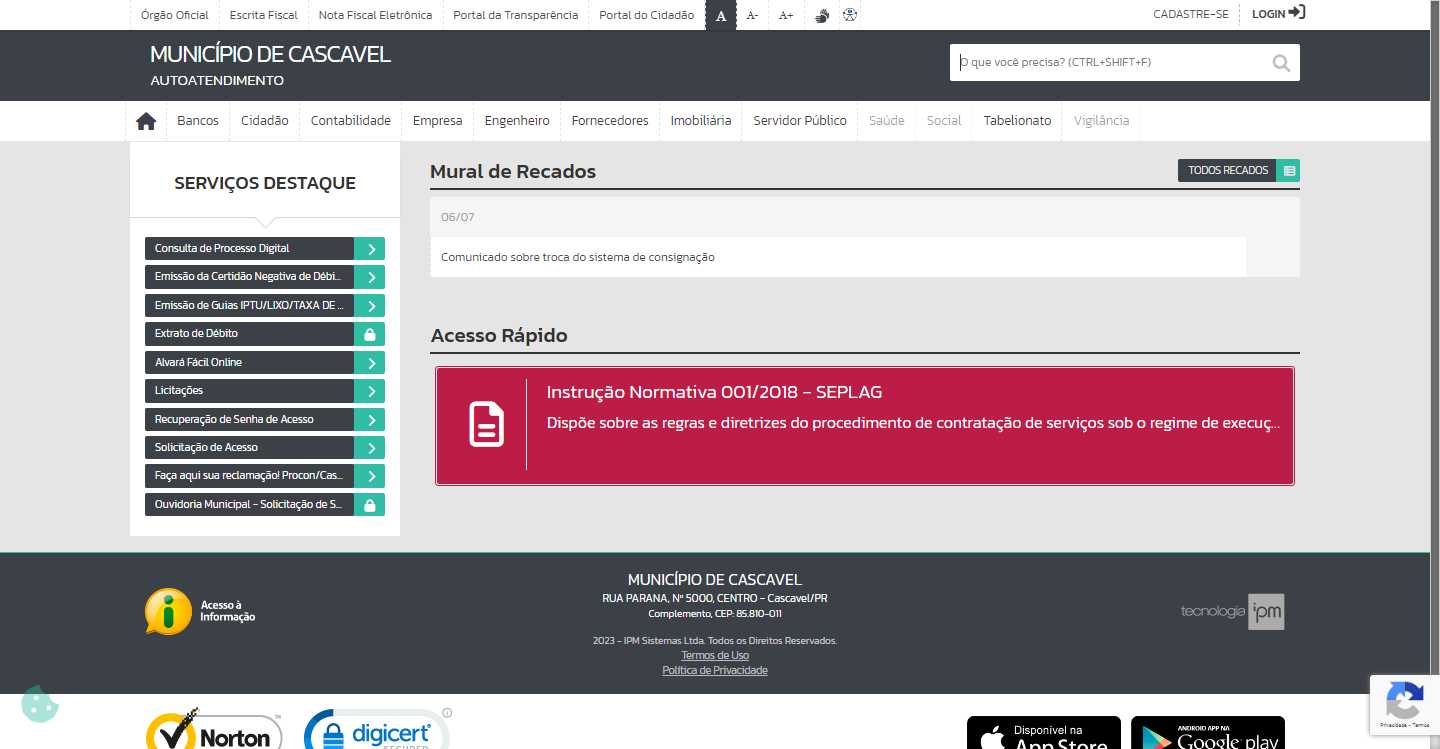 Órgão Oficial
Escrita Fiscal
Nota Fiscal Eletrônica
Portal da Transparência
Portal do Cidadão
A
A-
A+
CADASTRE-SE
LOGIN
MUNICÍPIO DE CASCAVEL
AUTOATENDIMENTO
O que você precisa? (CTRL+SHIFT+F)
Bancos
Cidadão
Contabilidade
Empresa
Engenheiro
Fornecedores
Imobiliária
Servidor Público
Saúde
Social
Tabelionato
Vigilância
SERVIÇOS DESTAQUE
Consulta de Processo Digital
Emissão da Certidão Negativa de Débi...
Emissão de Guias IPTU/LIXO/TAXA DE ...
Extrato de Débito
Alvará Fácil Online
Licitações
Recuperação de Senha de Acesso
Solicitação de Acesso
Faça aqui sua reclamação! Procon/Cas...
Ouvidoria Municipal - Solicitação de S...
Mural de Recados
TODOS RECADOS
06/07
Comunicado sobre troca do sistema de consignação
Acesso Rápido
Instrução Normativa 001/2018 - SEPLAG
Dispõe sobre as regras e diretrizes do procedimento de contratação de serviços sob o regime de execuç...
Acesso à
Informação
MUNICÍPIO DE CASCAVEL
RUA PARANA, Nº 5000, CENTRO - Cascavel/PR
Complemento, CEP: 85.810-011
2023 - IPM Sistemas Ltda. Todos os Direitos Reservados.
Termos de Uso
Política de Privacidade
tecnologia ipm
Privacidade - Termos
Norton
digicert
SECURED
Disponível na
App Store
ANDROID APP NA
Google play